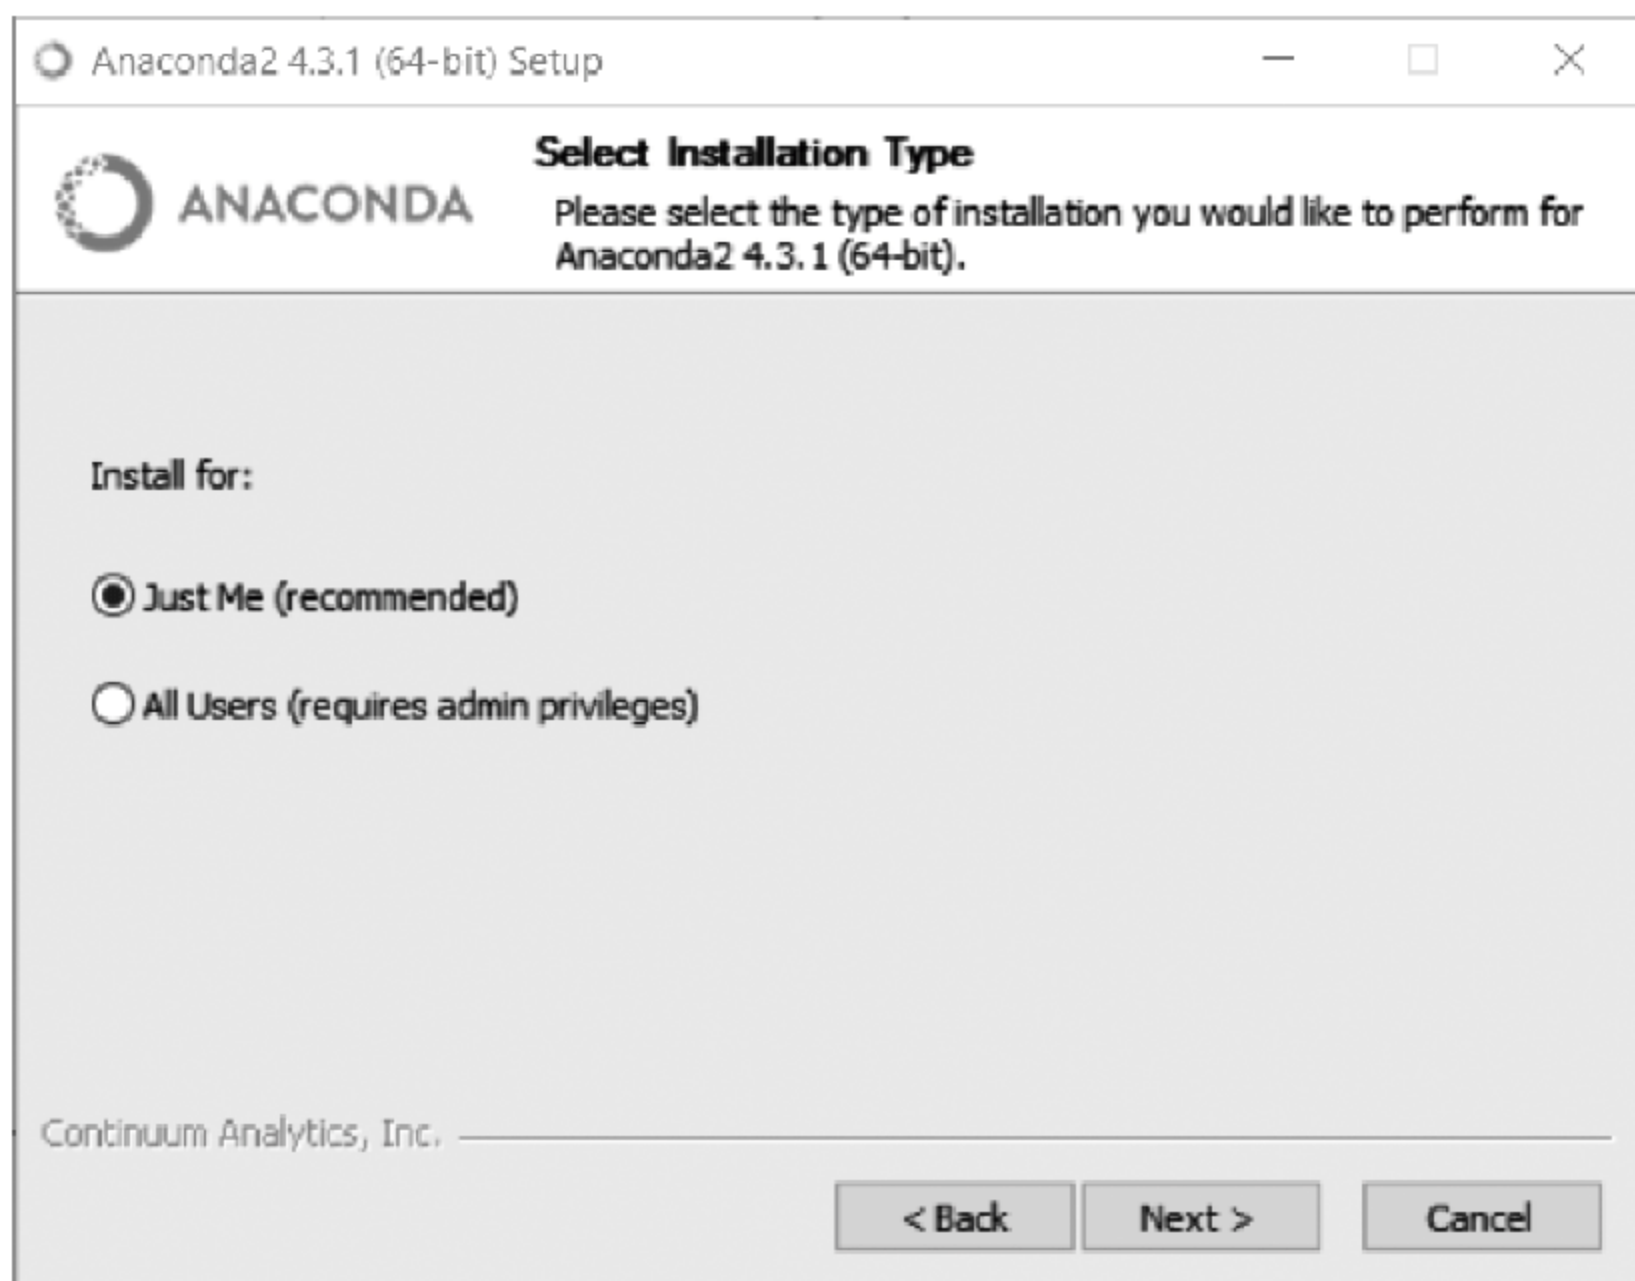 Anaconda2 4.3.1 (64-bit) Setup
ANACONDA
Select Installation Type
Please select the type of installation you would like to perform for
Anaconda2 4.3.1 (64-bit).
Install for:
Just Me (recommended)
All Users (requires admin privileges)
Continuum Analytics, Inc.
< Back Next > Cancel